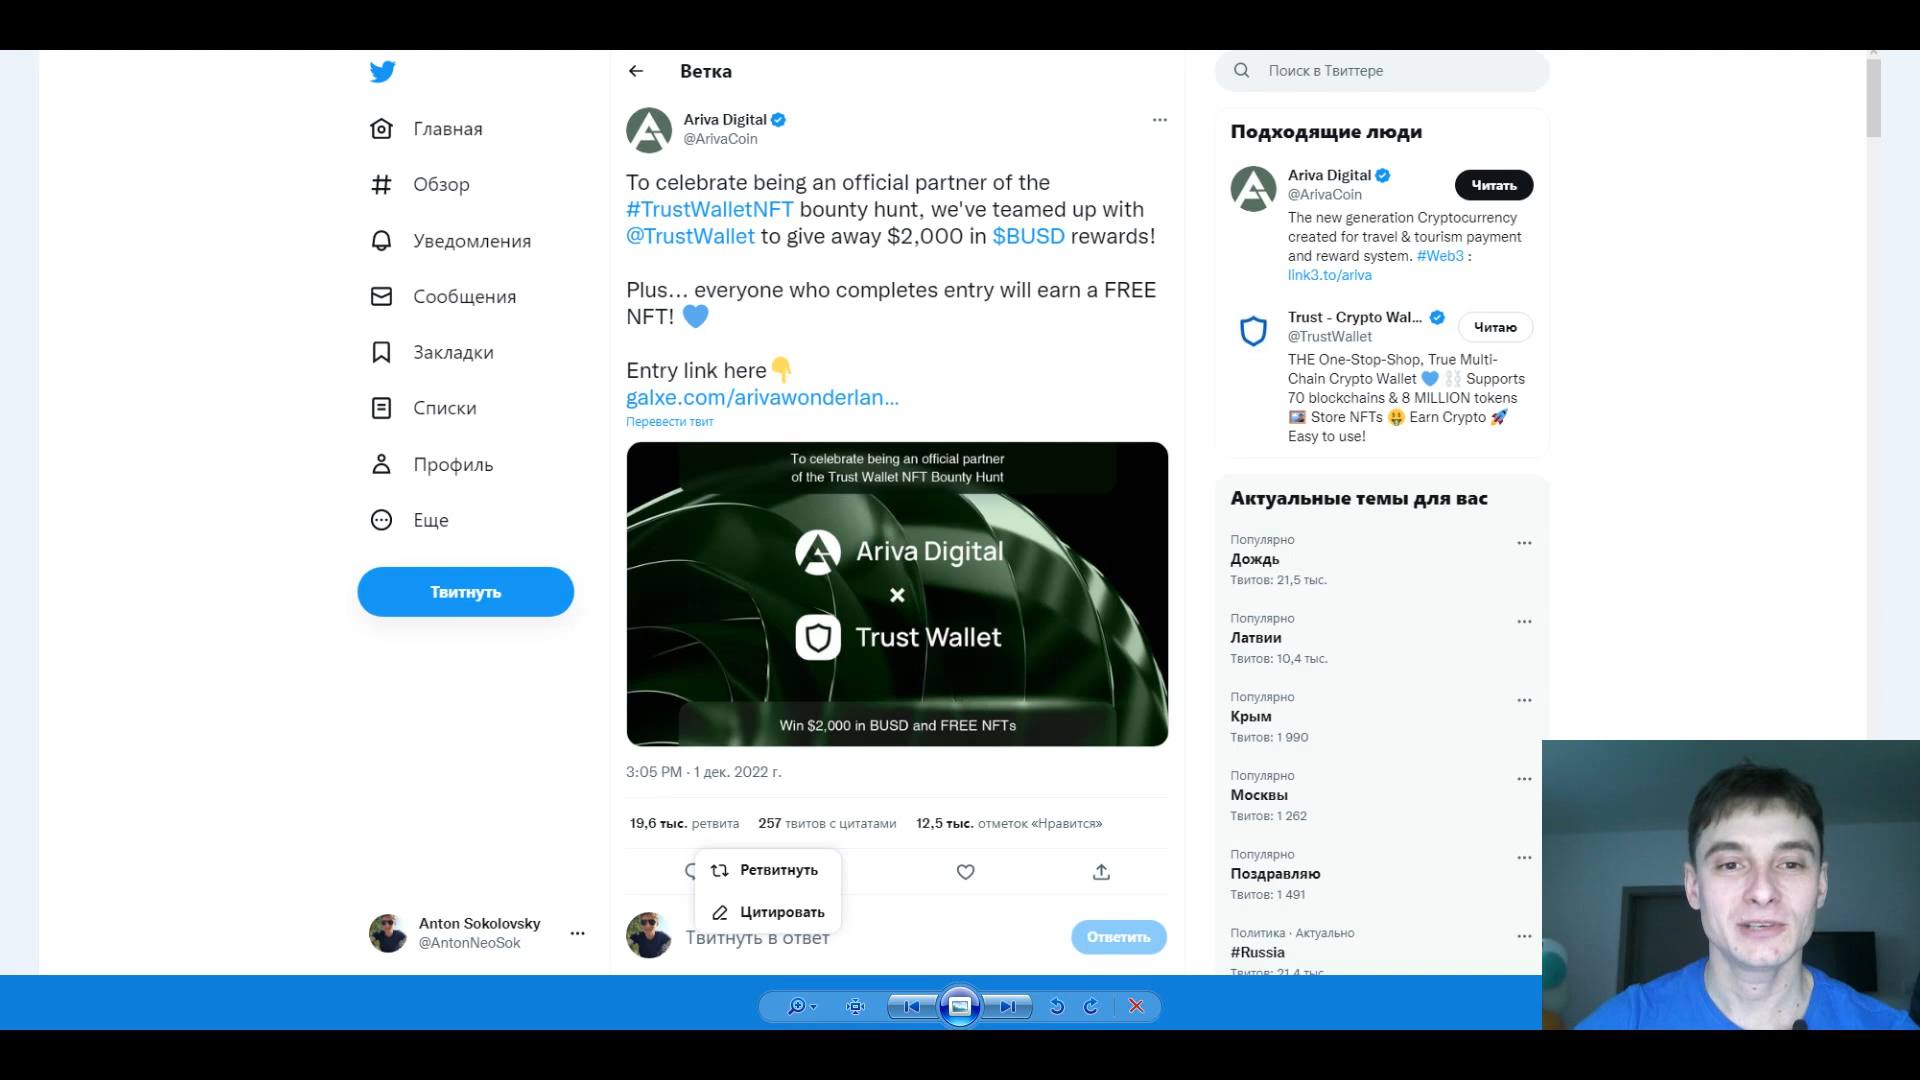 Ветка
Поиск в Твиттере
Главная
Обзор
Уведомления
Сообщения
Закладки
Списки
Профиль
Еще
Твитнуть
Anton Sokolovsky
@AntonNeoSok
Ariva Digital
@ArivaCoin
To celebrate being an official partner of the
#TrustWalletNFT bounty hunt, we've teamed up with
@TrustWallet to give away $2,000 in $BUSD rewards!
Plus... everyone who completes entry will earn a FREE
NFT! 💙
Entry link here👇
galxe.com/arivawonderlan...
Перевести твит
To celebrate being an official partner
of the Trust Wallet NFT Bounty Hunt
Ariva Digital
×
Trust Wallet
Win $2,000 in BUSD and FREE NFTs
3:05 PM · 1 дек. 2022 г.
19,6 тыс. ретвита 257 твитов с цитатами 12,5 тыс. отметок «Нравится»
Ретвитнуть
Цитировать
Твитнуть в ответ
Ответить
Подходящие люди
Ariva Digital
@ArivaCoin
Читать
The new generation Cryptocurrency
created for travel & tourism payment
and reward system. #Web3 :
link3.to/ariva
Trust - Crypto Wal...
@TrustWallet
Читаю
THE One-Stop-Shop, True Multi-
Chain Crypto Wallet 💙 ⛓ Supports
70 blockchains & 8 MILLION tokens
🖼 Store NFTs 🤑 Earn Crypto 🚀
Easy to use!
Актуальные темы для вас
Популярно
Дождь
Твитов: 21,5 тыс.
Популярно
Латвии
Твитов: 10,4 тыс.
Популярно
Крым
Твитов: 1 990
Популярно
Москвы
Твитов: 1 262
Популярно
Поздравляю
Твитов: 1 491
Политика · Актуально
#Russia
Твитов: 21,4 тыс.